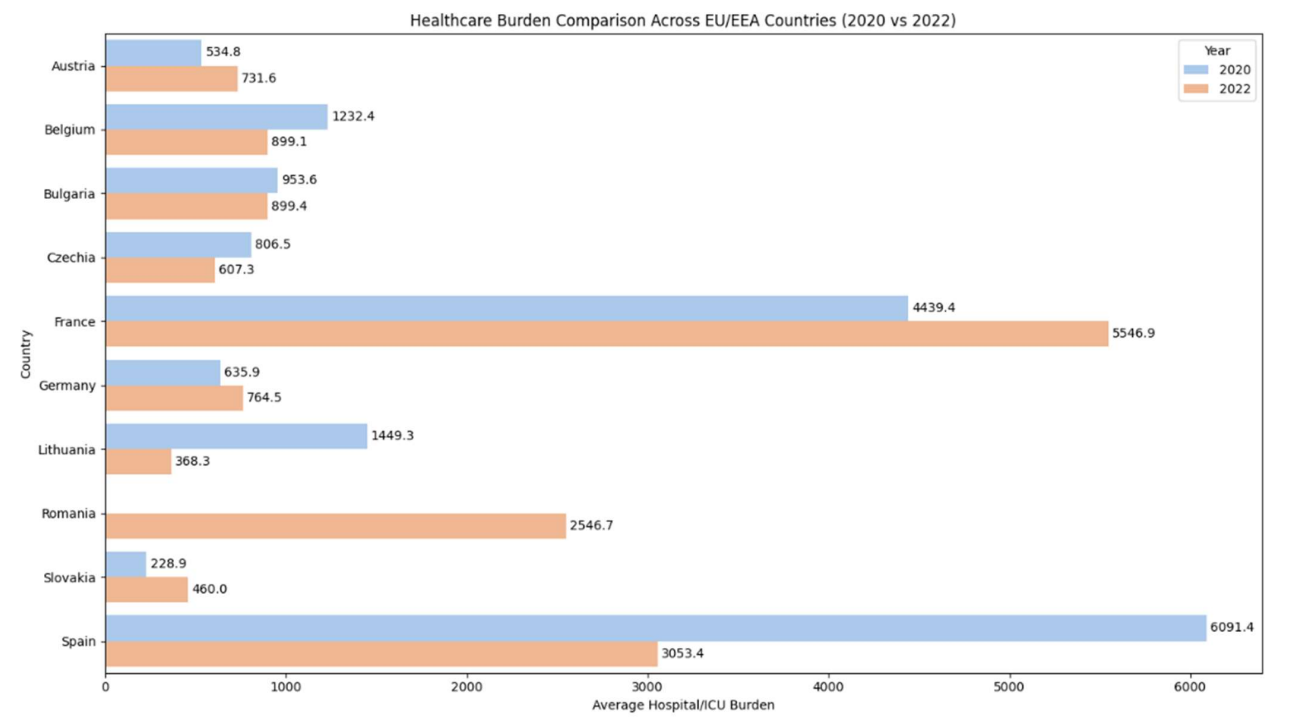 Healthcare Burden Comparison Across EU/EEA Countries (2020 vs 2022)
Year
2020
2022
Country
Austria
534.8
731.6
Belgium
1232.4
899.1
Bulgaria
953.6
899.4
Czechia
806.5
607.3
France
4439.4
5546.9
Germany
635.9
764.5
Lithuania
1449.3
368.3
Romania
2546.7
Slovakia
228.9
460.0
Spain
6091.4
3053.4
0 1000 2000 3000 4000 5000 6000
Average Hospital/ICU Burden